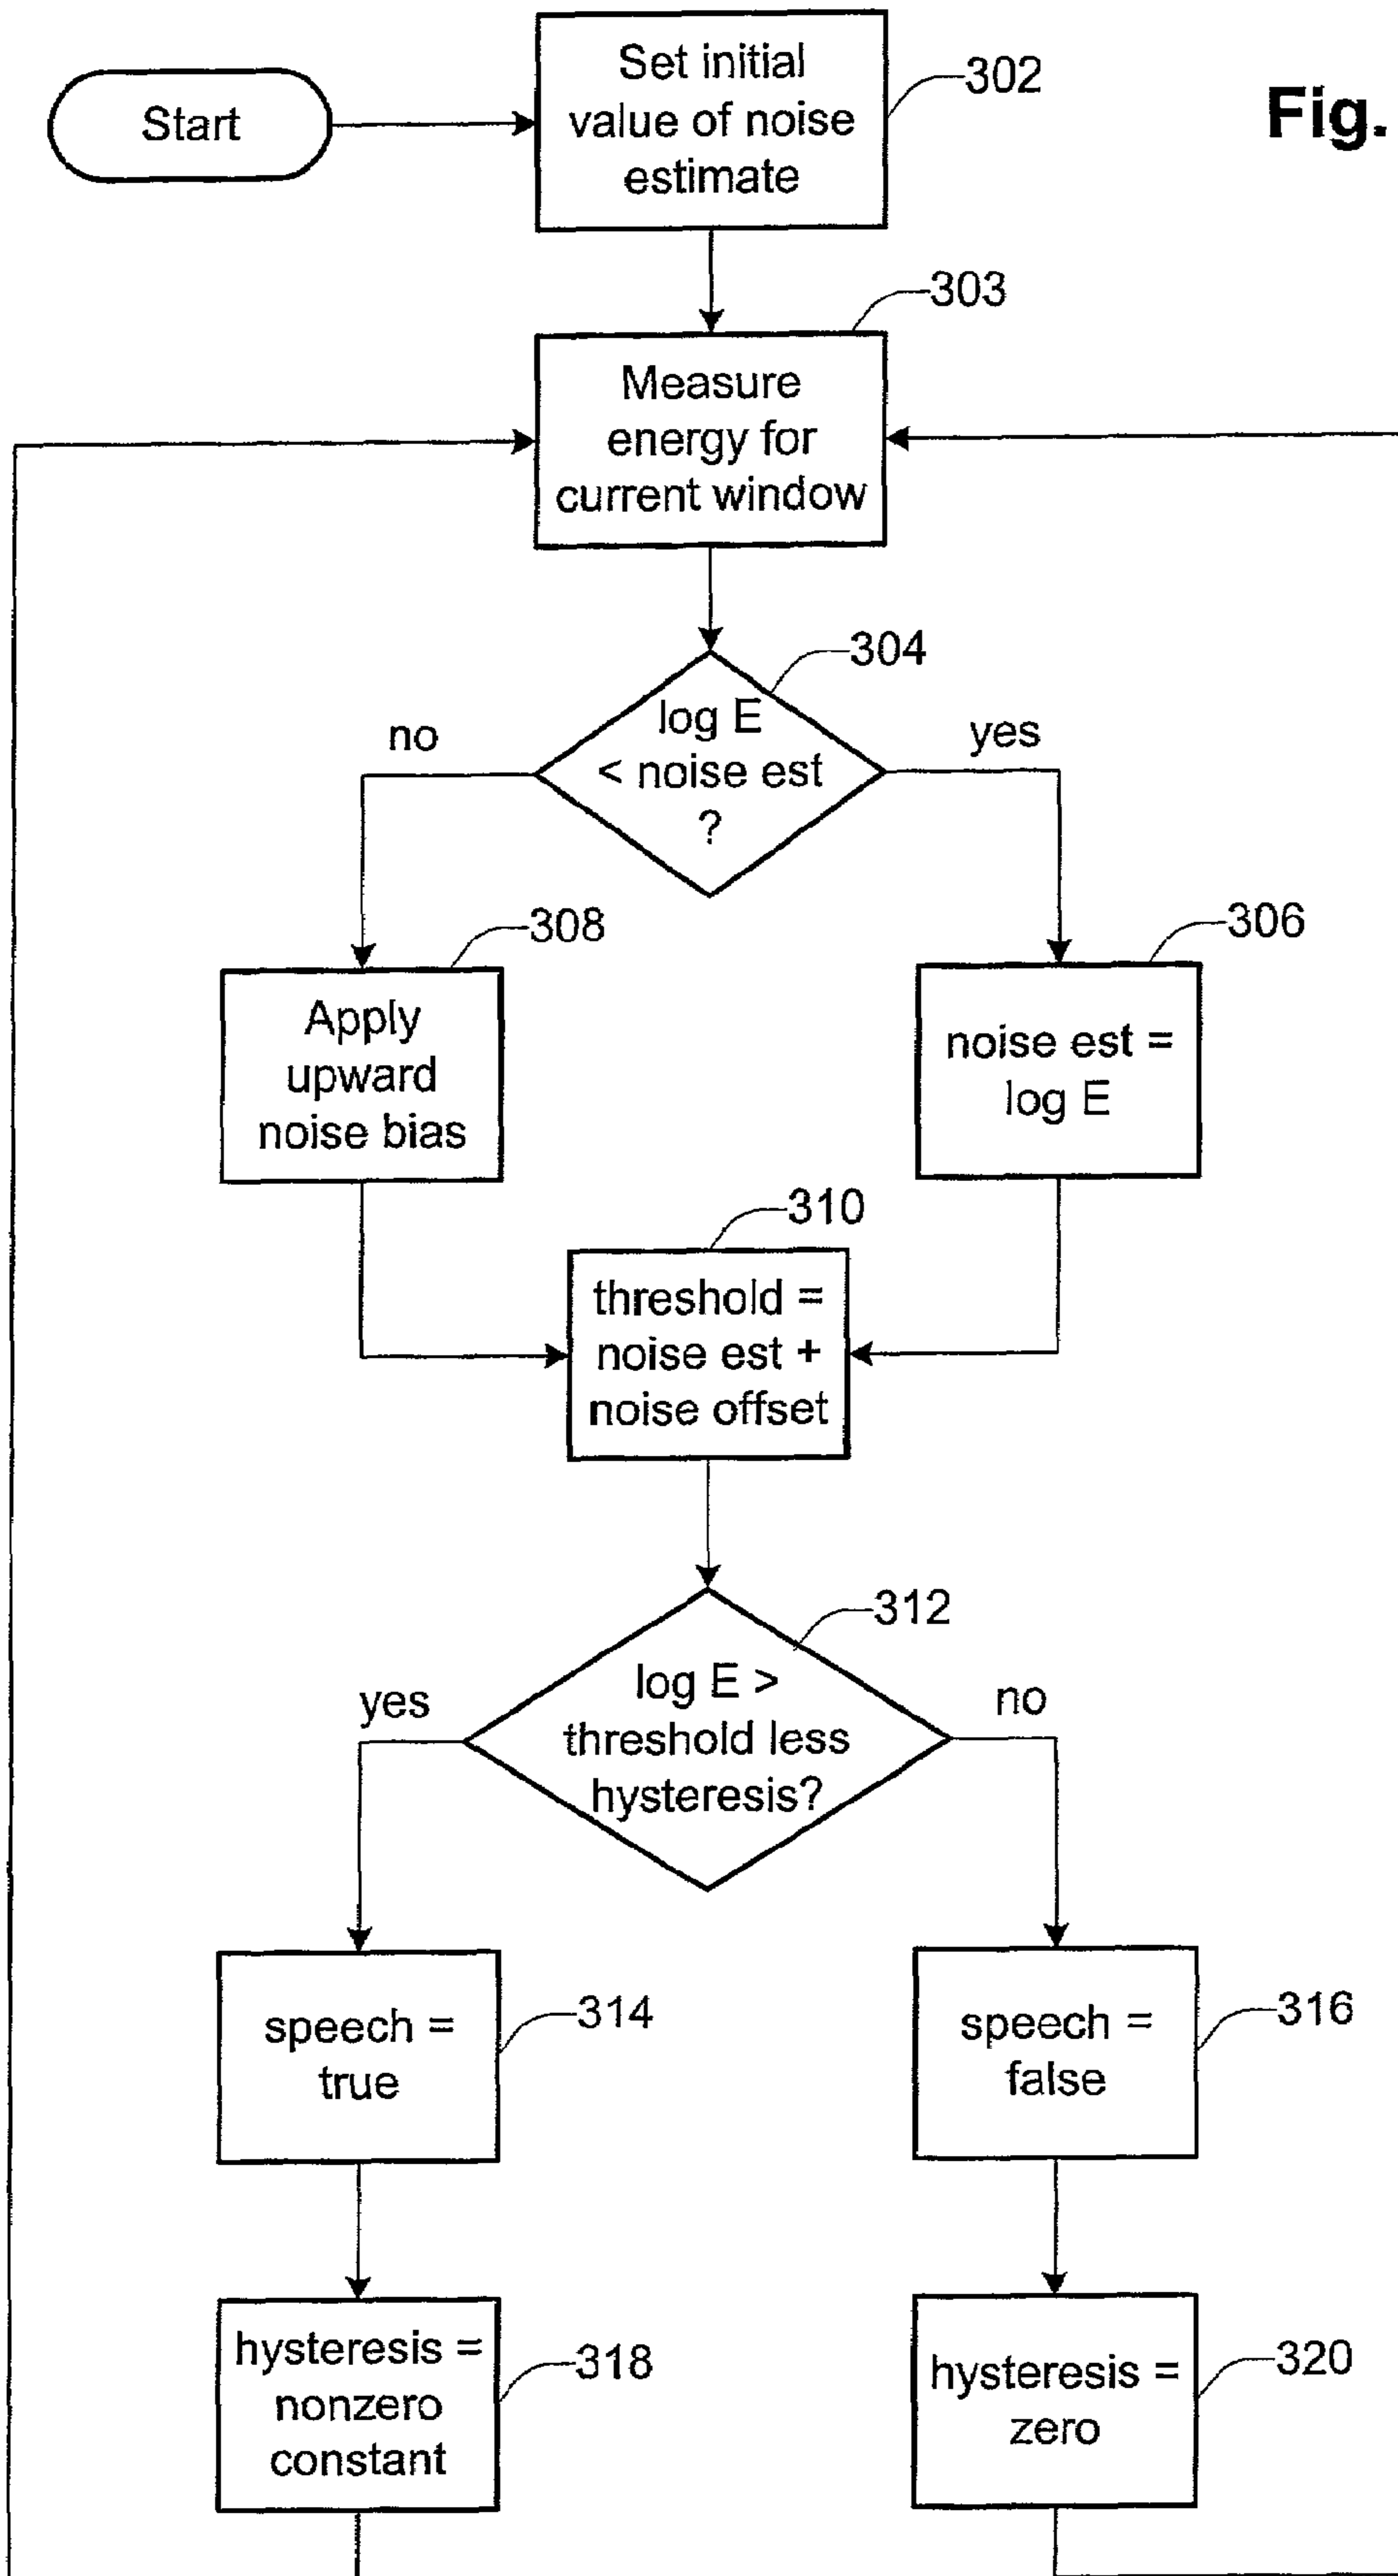 Start
Set initial
value of noise
estimate
302
Fig.
303
Measure
energy for
current window
304
log E
< noise est
?
no
yes
308
306
Apply
upward
noise bias
noise est =
log E
310
threshold =
noise est +
noise offset
312
log E >
threshold less
hysteresis?
yes
no
speech =
true
314
speech =
false
316
hysteresis =
nonzero
constant
318
hysteresis =
zero
320